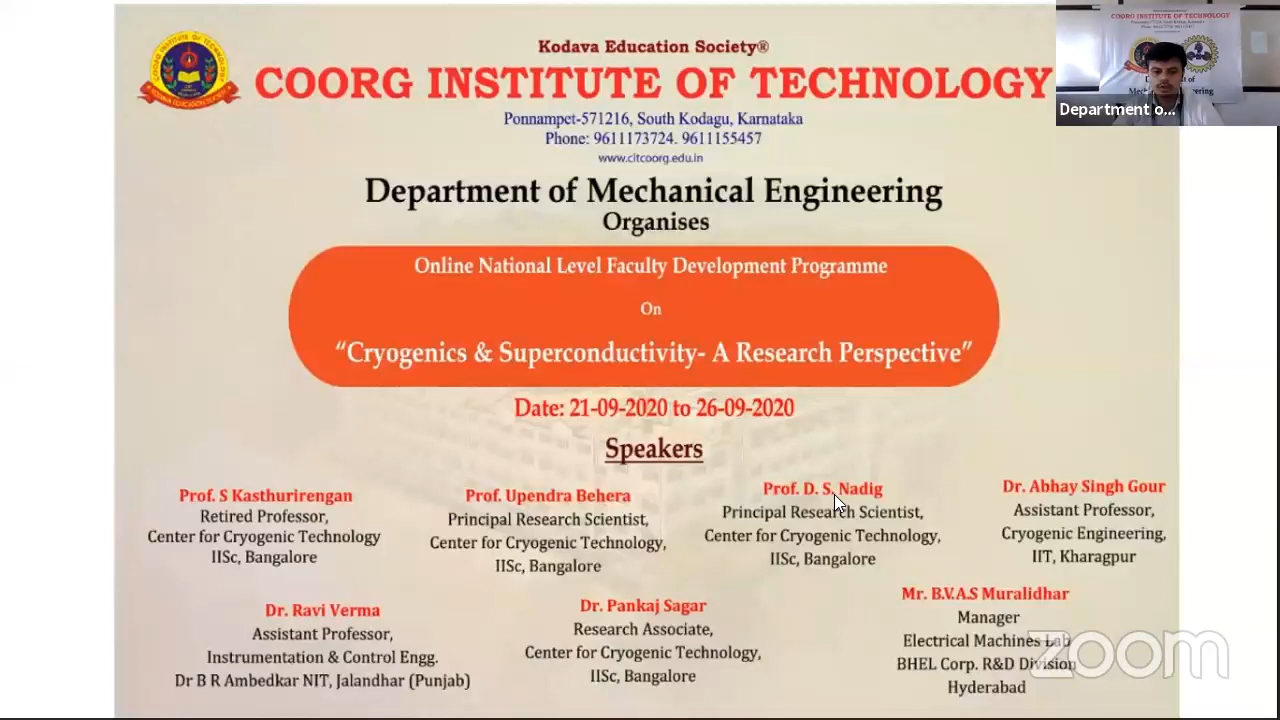 Kodava Education Society®
COORG INSTITUTE OF TECHNOLOGY
Ponnampet-571216, South Kodagu, Karnataka
Phone: 9611173724. 9611155457
www.citcoorg.edu.in
Department of Mechanical Engineering
Organises
Online National Level Faculty Development Programme
On
“Cryogenics & Superconductivity- A Research Perspective”
Date: 21-09-2020 to 26-09-2020
Speakers
Prof. S Kasthurirengan
Retired Professor,
Center for Cryogenic Technology
IISc, Bangalore
Prof. Upendra Behera
Principal Research Scientist,
Center for Cryogenic Technology,
IISc, Bangalore
Prof. D. S. Nadig
Principal Research Scientist,
Center for Cryogenic Technology,
IISc, Bangalore
Dr. Abhay Singh Gour
Assistant Professor,
Cryogenic Engineering,
IIT, Kharagpur
Dr. Ravi Verma
Assistant Professor,
Instrumentation & Control Engg.
Dr B R Ambedkar NIT, Jalandhar (Punjab)
Dr. Pankaj Sagar
Research Associate,
Center for Cryogenic Technology,
IISc, Bangalore
Mr. B.V.A.S Muralidhar
Manager
Electrical Machines Lab
BHEL Corp. R&D Division
Hyderabad
zoom
COORG INSTITUTE OF TECHNOLOGY
Department o...